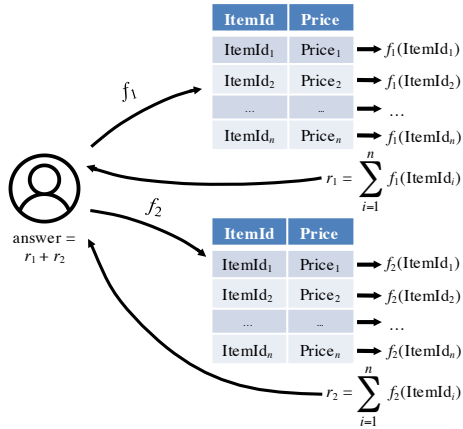 ItemId Price
ItemId₁ Price₁ f₁(ItemId₁)
ItemId₂ Price₂ f₁(ItemId₂)
... ... ...
ItemIdₙ Priceₙ f₁(ItemIdₙ)
f₁
r₁ = ∑ⁿᵢ₌₁ f₁(ItemIdᵢ)
f₂
answer =
r₁ + r₂
ItemId Price
ItemId₁ Price₁ f₂(ItemId₁)
ItemId₂ Price₂ f₂(ItemId₂)
... ... ...
ItemIdₙ Priceₙ f₂(ItemIdₙ)
r₂ = ∑ⁿᵢ₌₁ f₂(ItemIdᵢ)